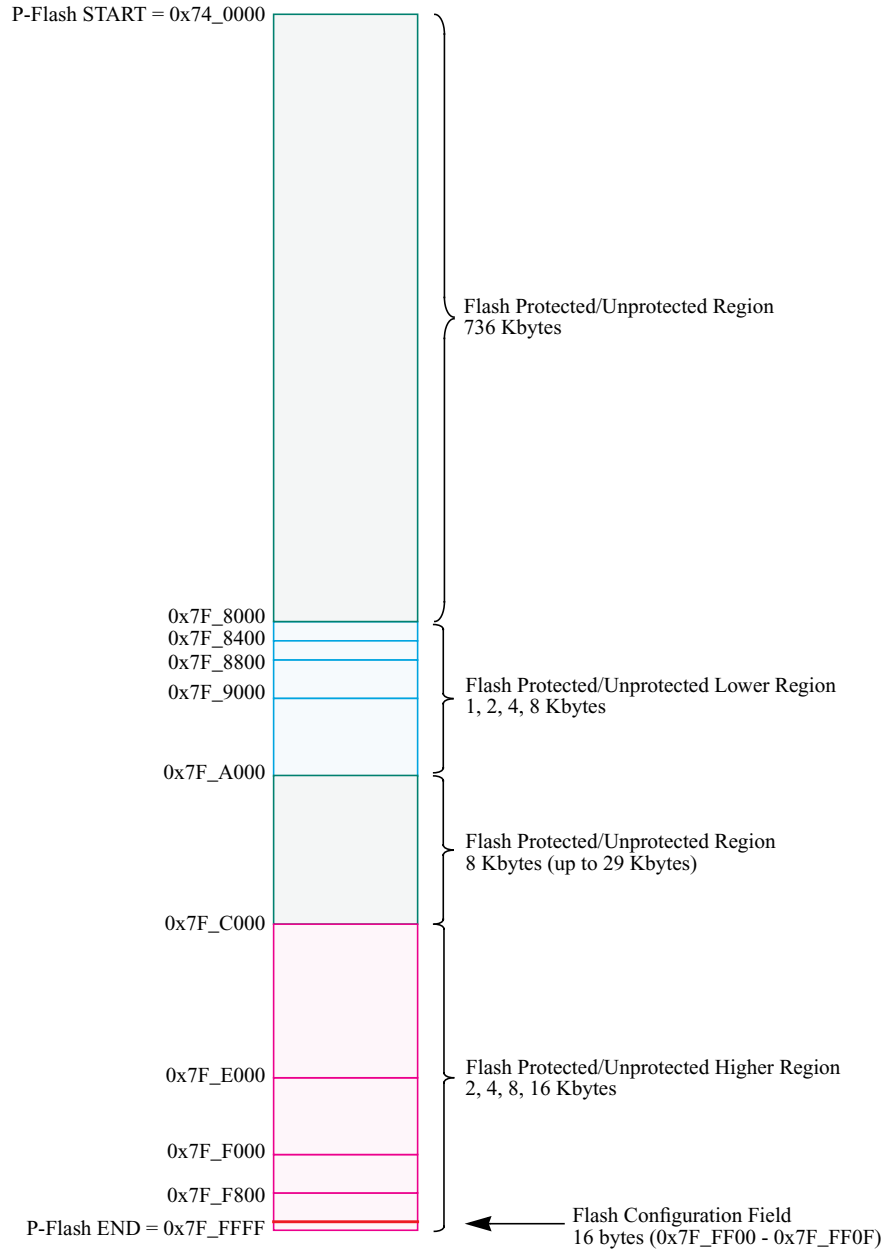 P-Flash START = 0x74_0000
Flash Protected/Unprotected Region
736 Kbytes
0x7F_8000
0x7F_8400
0x7F_8800
0x7F_9000
Flash Protected/Unprotected Lower Region
1, 2, 4, 8 Kbytes
0x7F_A000
Flash Protected/Unprotected Region
8 Kbytes (up to 29 Kbytes)
0x7F_C000
0x7F_E000
Flash Protected/Unprotected Higher Region
2, 4, 8, 16 Kbytes
0x7F_F000
0x7F_F800
P-Flash END = 0x7F_FFFF
Flash Configuration Field
16 bytes (0x7F_FF00 - 0x7F_FF0F)